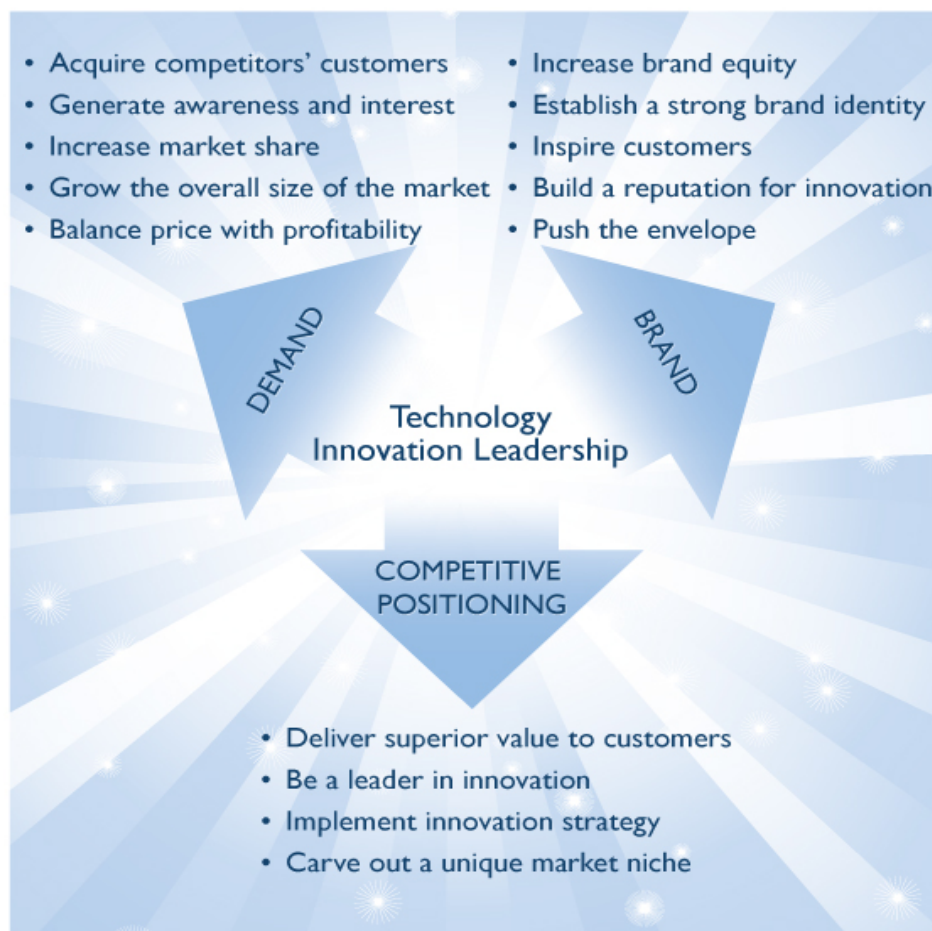 • Acquire competitors’ customers
• Generate awareness and interest
• Increase market share
• Grow the overall size of the market
• Balance price with profitability
• Increase brand equity
• Establish a strong brand identity
• Inspire customers
• Build a reputation for innovation
• Push the envelope
DEMAND
BRAND
Technology
Innovation Leadership
COMPETITIVE
POSITIONING
• Deliver superior value to customers
• Be a leader in innovation
• Implement innovation strategy
• Carve out a unique market niche